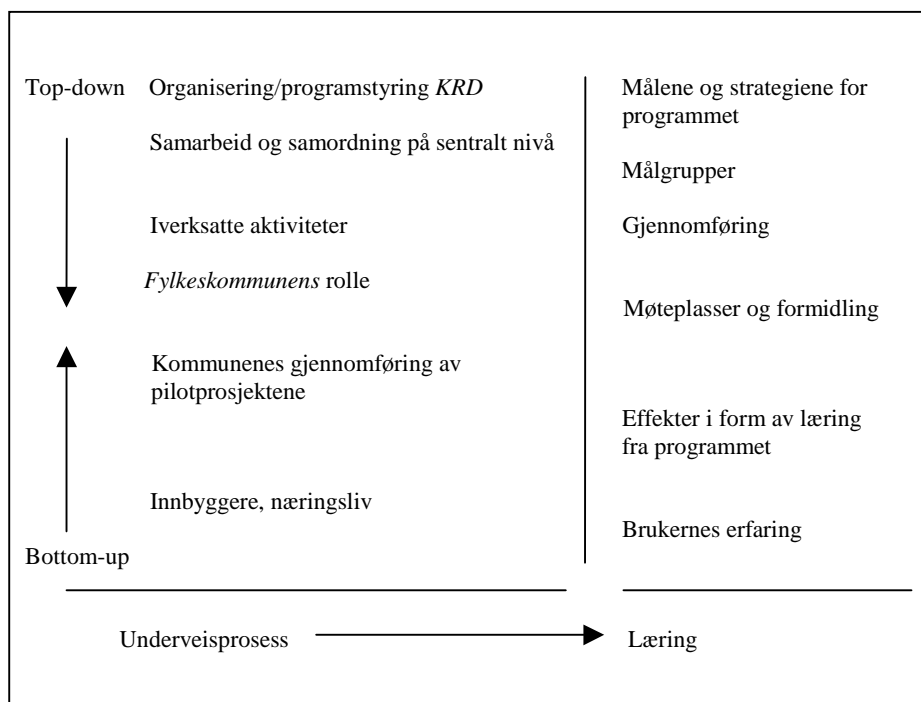 Top-down
Organisering/programstyring KRD
Samarbeid og samordning på sentralt nivå
Iverksatte aktiviteter
Fylkeskommunens rolle
Kommunenes gjennomføring av
pilotprosjektene
Innbyggere, næringsliv
Bottom-up
Målene og strategiene for
programmet
Målgrupper
Gjennomføring
Møteplasser og formidling
Effekter i form av læring
fra programmet
Brukernes erfaring
Underveisprosess
Læring